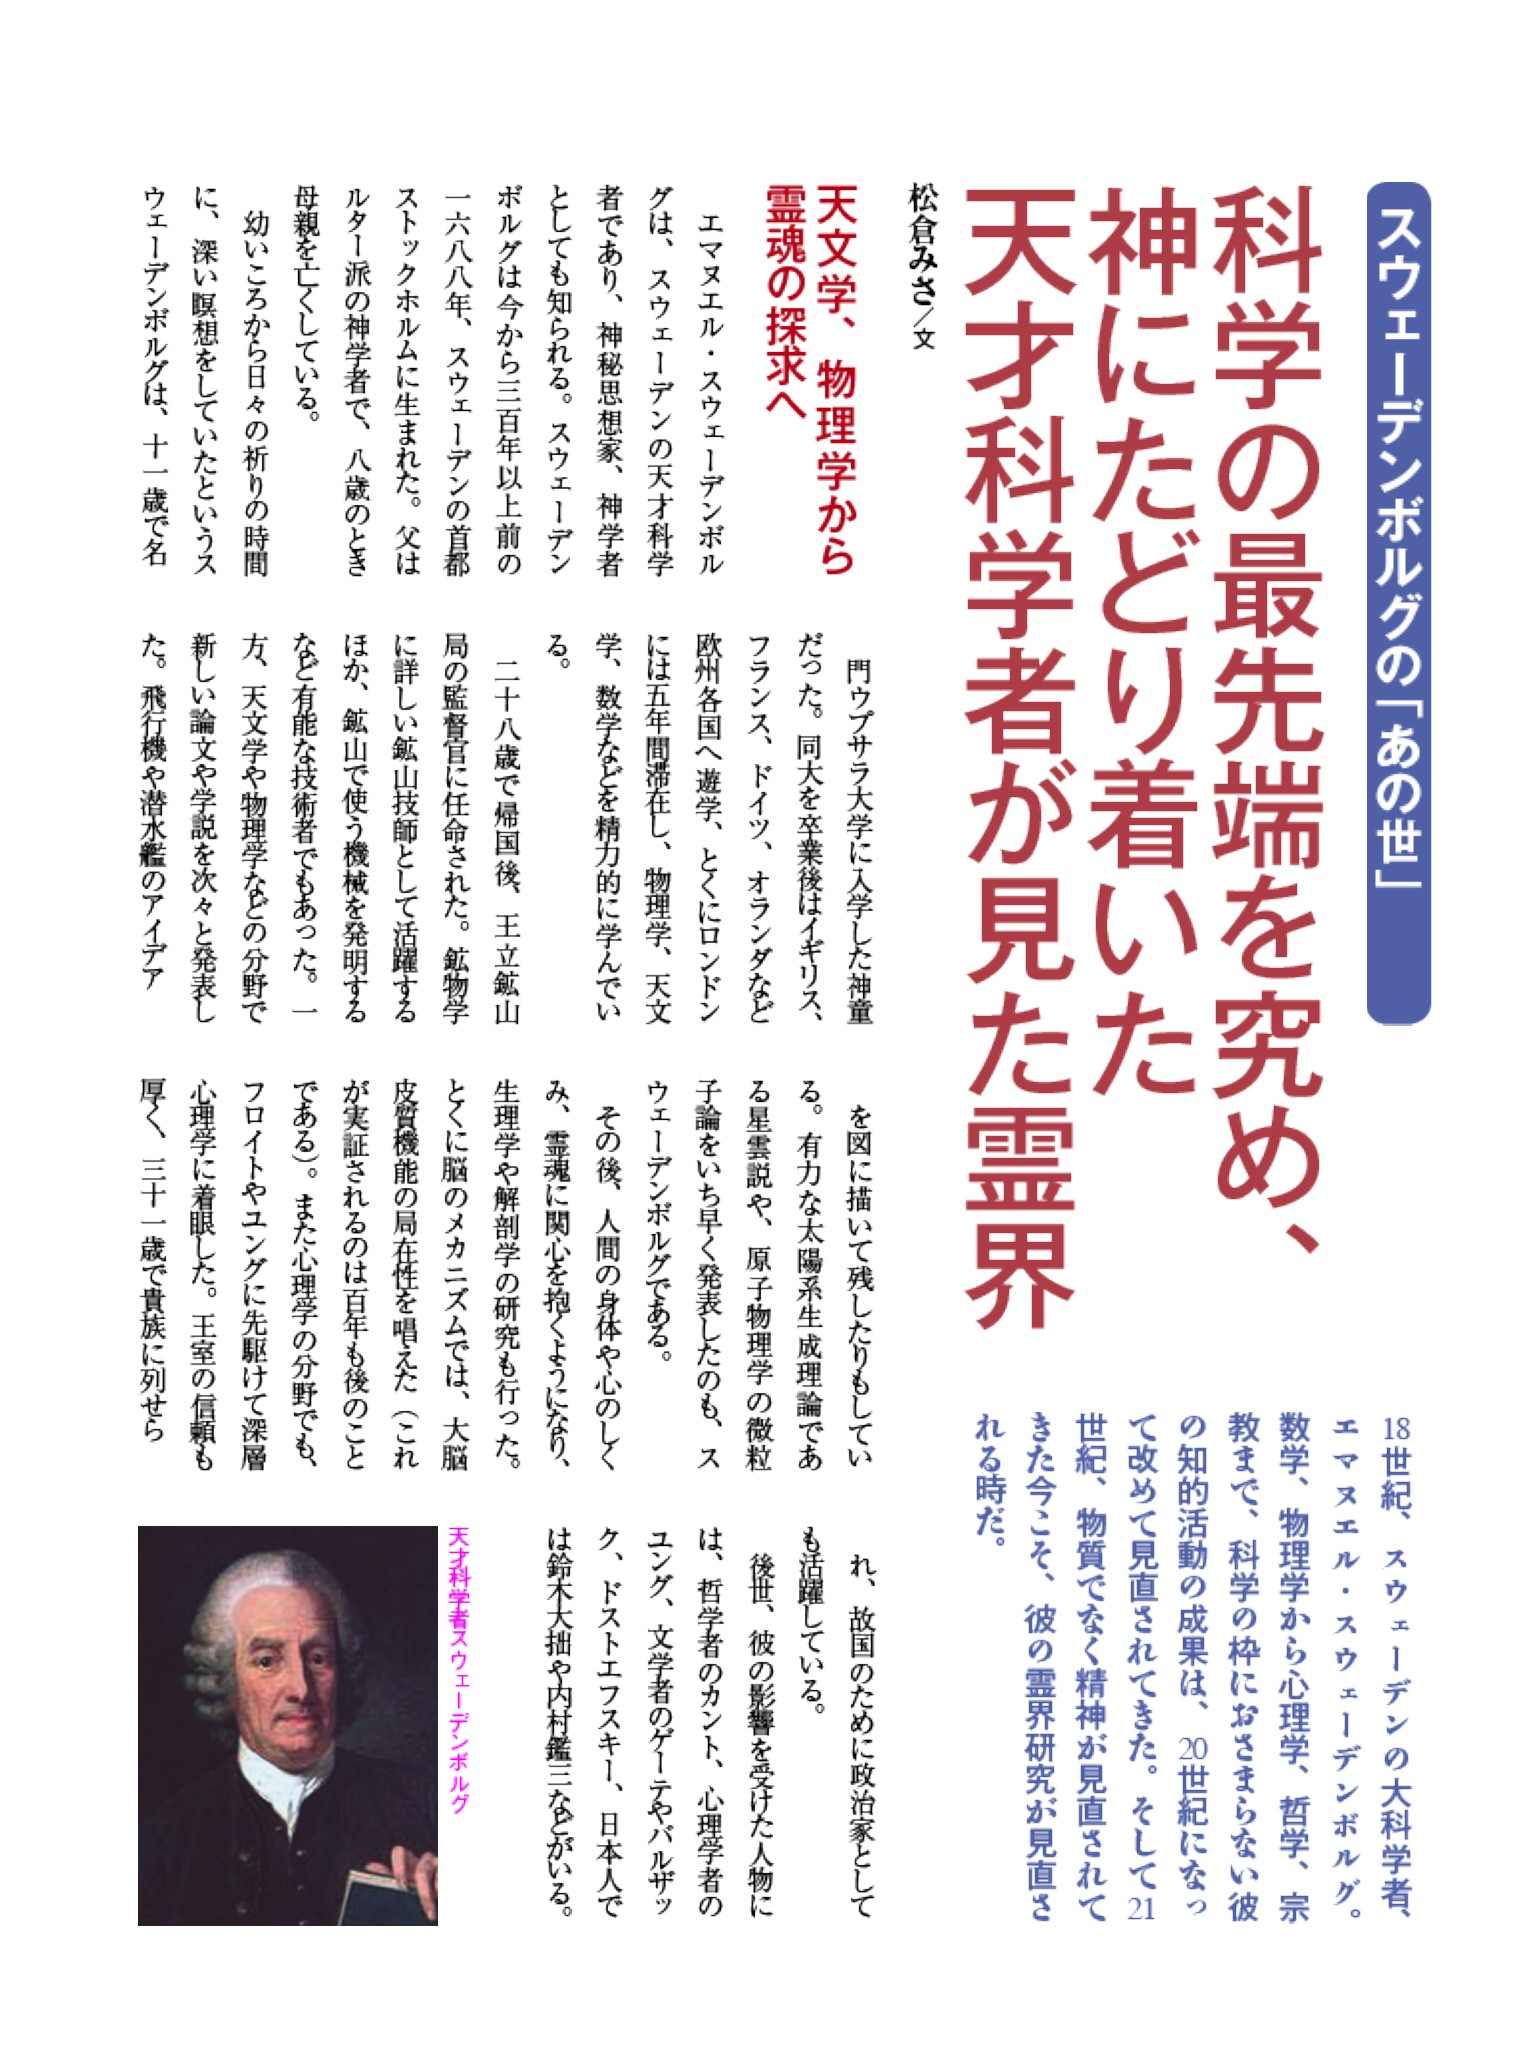 スウェーデンボルグの「あの世」
科学の最先端を究め、
神にたどり着いた
天才科学者が見た霊界
18世紀、スウェーデンの大科学者、
エマヌエル・スウェーデンボルグ。
数学、物理学から心理学、哲学、宗
教まで、科学の枠におさまらない彼
の知的活動の成果は、20世紀になっ
て改めて見直されてきた。そして21
世紀、物質でなく精神が見直されて
きた今こそ、彼の霊界研究が見直さ
れる時だ。
松倉みさ／文
天文学、物理学から
霊魂の探求へ
エマヌエル・スウェーデンボル
グは、スウェーデンの天才科学
者であり、神秘思想家、神学者
としても知られる。スウェーデン
ボルグは今から三百年以上前の
一六八八年、スウェーデンの首都
ストックホルムに生まれた。父は
ルター派の神学者で、八歳のとき
母親を亡くしている。
幼いころから日々の祈りの時間
に、深い瞑想をしていたというス
ウェーデンボルグは、十一歳で名
門ウプサラ大学に入学した神童
だった。同大を卒業後はイギリス、
フランス、ドイツ、オランダなど
欧州各国へ遊学、とくにロンドン
には五年間滞在し、物理学、天文
学、数学などを精力的に学んでい
る。
二十八歳で帰国後、王立鉱山
局の監督官に任命された。鉱物学
に詳しい鉱山技師として活躍する
ほか、鉱山で使う機械を発明する
など有能な技術者でもあった。一
方、天文学や物理学などの分野で
新しい論文や学説を次々と発表し
た。飛行機や潜水艦のアイデア
を図に描いて残したりもしてい
る。有力な太陽系生成理論であ
る星雲説や、原子物理学の微粒
子論をいち早く発表したのも、ス
ウェーデンボルグである。
その後、人間の身体や心のしく
み、霊魂に関心を抱くようになり、
生理学や解剖学の研究も行った。
とくに脳のメカニズムでは、大脳
皮質機能の局在性を唱えた（これ
が実証されるのは百年も後のこと
である）。また心理学の分野でも、
フロイトやユングに先駆けて深層
心理学に着眼した。王室の信頼も
厚く、三十一歳で貴族に列せら
れ、故国のために政治家として
も活躍している。
後世、彼の影響を受けた人物に
は、哲学者のカント、心理学者の
ユング、文学者のゲーテやバルザッ
ク、ドストエフスキー、日本人で
は鈴木大拙や内村鑑三などがいる。
天才科学者スウェーデンボルグ